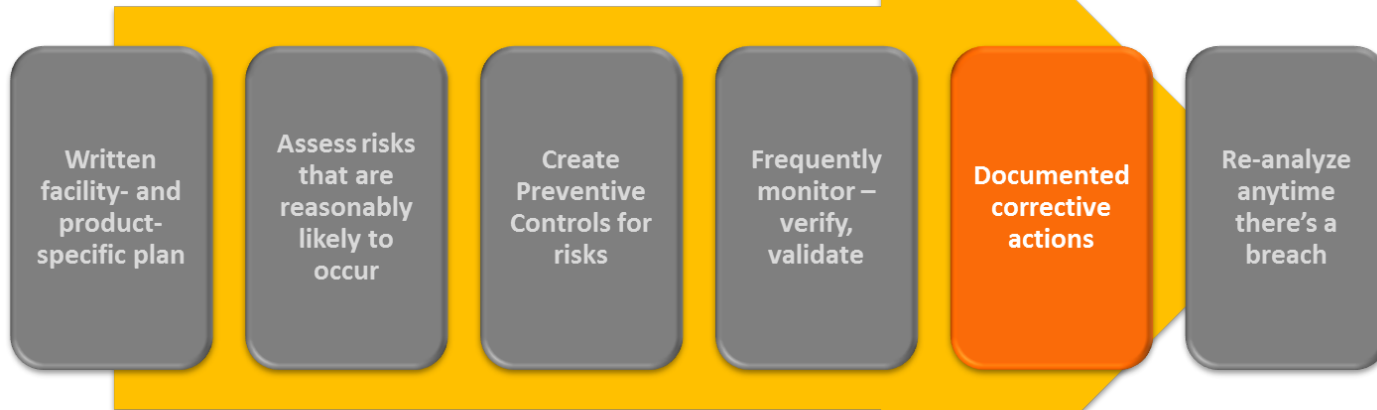 Written
facility- and
product-
specific plan
Assess risks
that are
reasonably
likely to
occur
Create
Preventive
Controls for
risks
Frequently
monitor –
verify,
validate
Documented
corrective
actions
Re-analyze
anytime
there’s a
breach